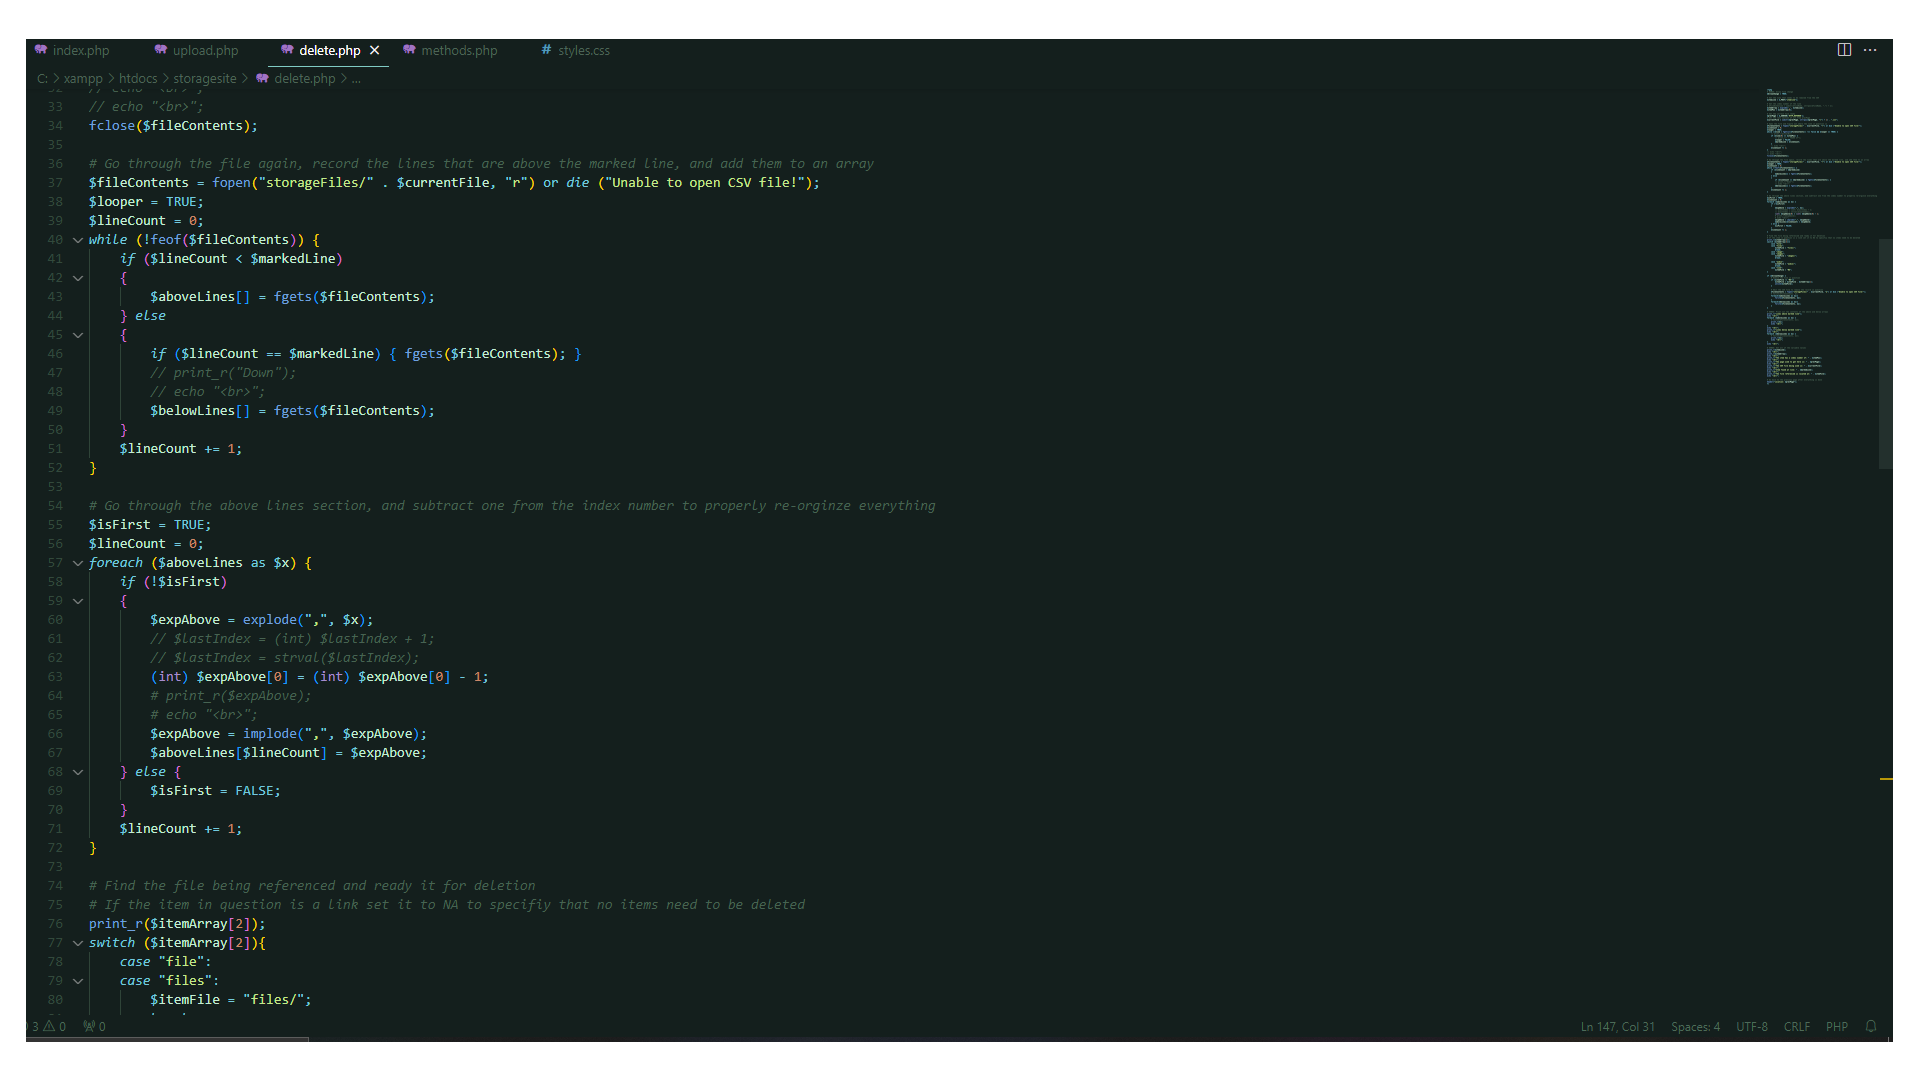 index.php upload.php delete.php methods.php # styles.css
C: > xampp > htdocs > storagesite > delete.php > ...
33 // echo "<br>";
34 fclose($fileContents);
35
36 # Go through the file again, record the lines that are above the marked line, and add them to an array
37 $fileContents = fopen("storageFiles/" . $currentFile, "r") or die ("Unable to open CSV file!");
38 $looper = TRUE;
39 $lineCount = 0;
40 while (!feof($fileContents)) {
41 if ($lineCount < $markedLine)
42 {
43 $aboveLines[] = fgets($fileContents);
44 } else
45 {
46 if ($lineCount == $markedLine) { fgets($fileContents); }
47 // print_r("Down");
48 // echo "<br>";
49 $belowLines[] = fgets($fileContents);
50 }
51 $lineCount += 1;
52 }
53
54 # Go through the above lines section, and subtract one from the index number to properly re-orginze everything
55 $isFirst = TRUE;
56 $lineCount = 0;
57 foreach ($aboveLines as $x) {
58 if (!$isFirst)
59 {
60 $expAbove = explode(",", $x);
61 // $lastIndex = (int) $lastIndex + 1;
62 // $lastIndex = strval($lastIndex);
63 (int) $expAbove[0] = (int) $expAbove[0] - 1;
64 # print_r($expAbove);
65 # echo "<br>";
66 $expAbove = implode(",", $expAbove);
67 $aboveLines[$lineCount] = $expAbove;
68 } else {
69 $isFirst = FALSE;
70 }
71 $lineCount += 1;
72 }
73
74 # Find the file being referenced and ready it for deletion
75 # If the item in question is a link set it to NA to specifiy that no items need to be deleted
76 print_r($itemArray[2]);
77 switch ($itemArray[2]){
78 case "file":
79 case "files":
80 $itemFile = "files/";
3 0 0 Ln 147, Col 31 Spaces: 4 UTF-8 CRLF PHP